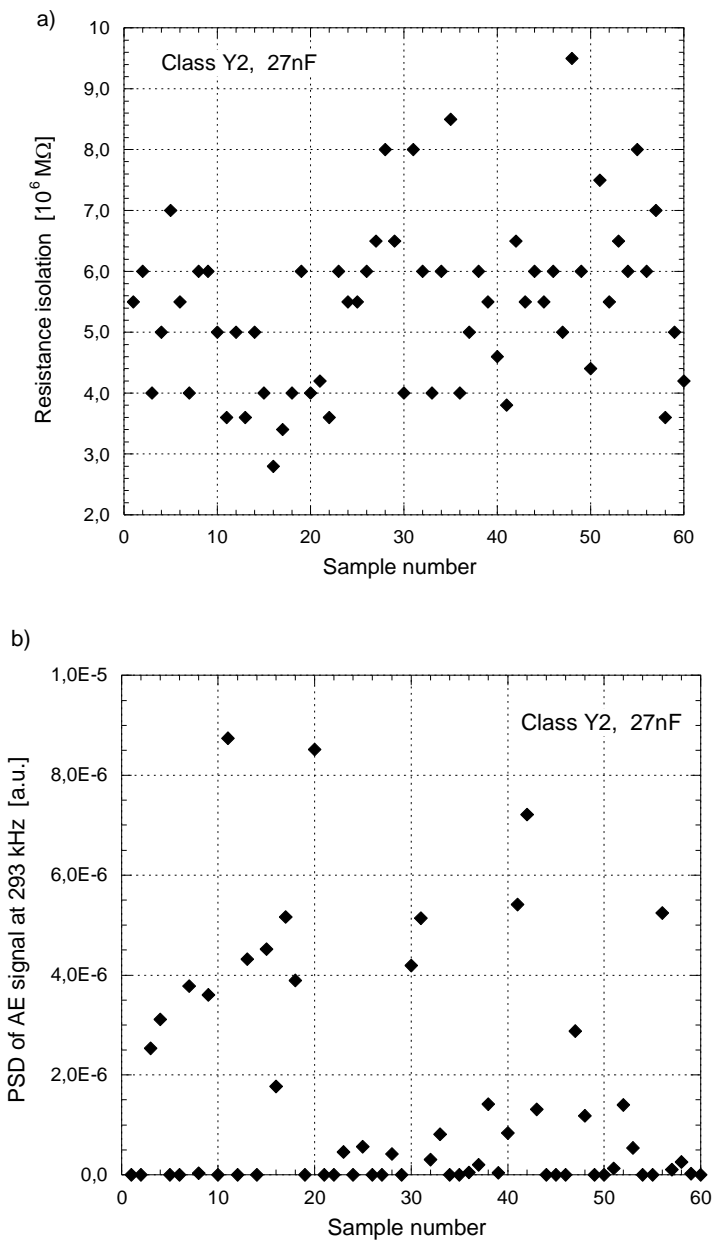 a)
Class Y2, 27nF
Resistance isolation [10^6 MΩ]
10
9,0
8,0
7,0
6,0
5,0
4,0
3,0
2,0
0 10 20 30 40 50 60
Sample number
b)
Class Y2, 27nF
PSD of AE signal at 293 kHz [a.u.]
1,0E-5
8,0E-6
6,0E-6
4,0E-6
2,0E-6
0,0
0 10 20 30 40 50 60
Sample number